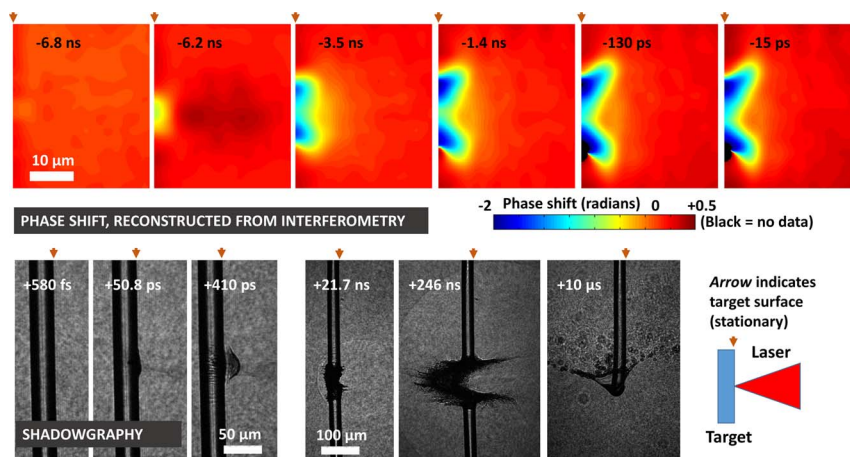 -6.8 ns
-6.2 ns
-3.5 ns
-1.4 ns
-130 ps
-15 ps
10 µm
PHASE SHIFT, RECONSTRUCTED FROM INTERFEROMETRY
-2
Phase shift (radians)
0
+0.5
(Black = no data)
+580 fs
+50.8 ps
+410 ps
+21.7 ns
+246 ns
+10 µs
Arrow indicates
target surface
(stationary)
Laser
SHADOWGRAPHY
50 µm
100 µm
Target